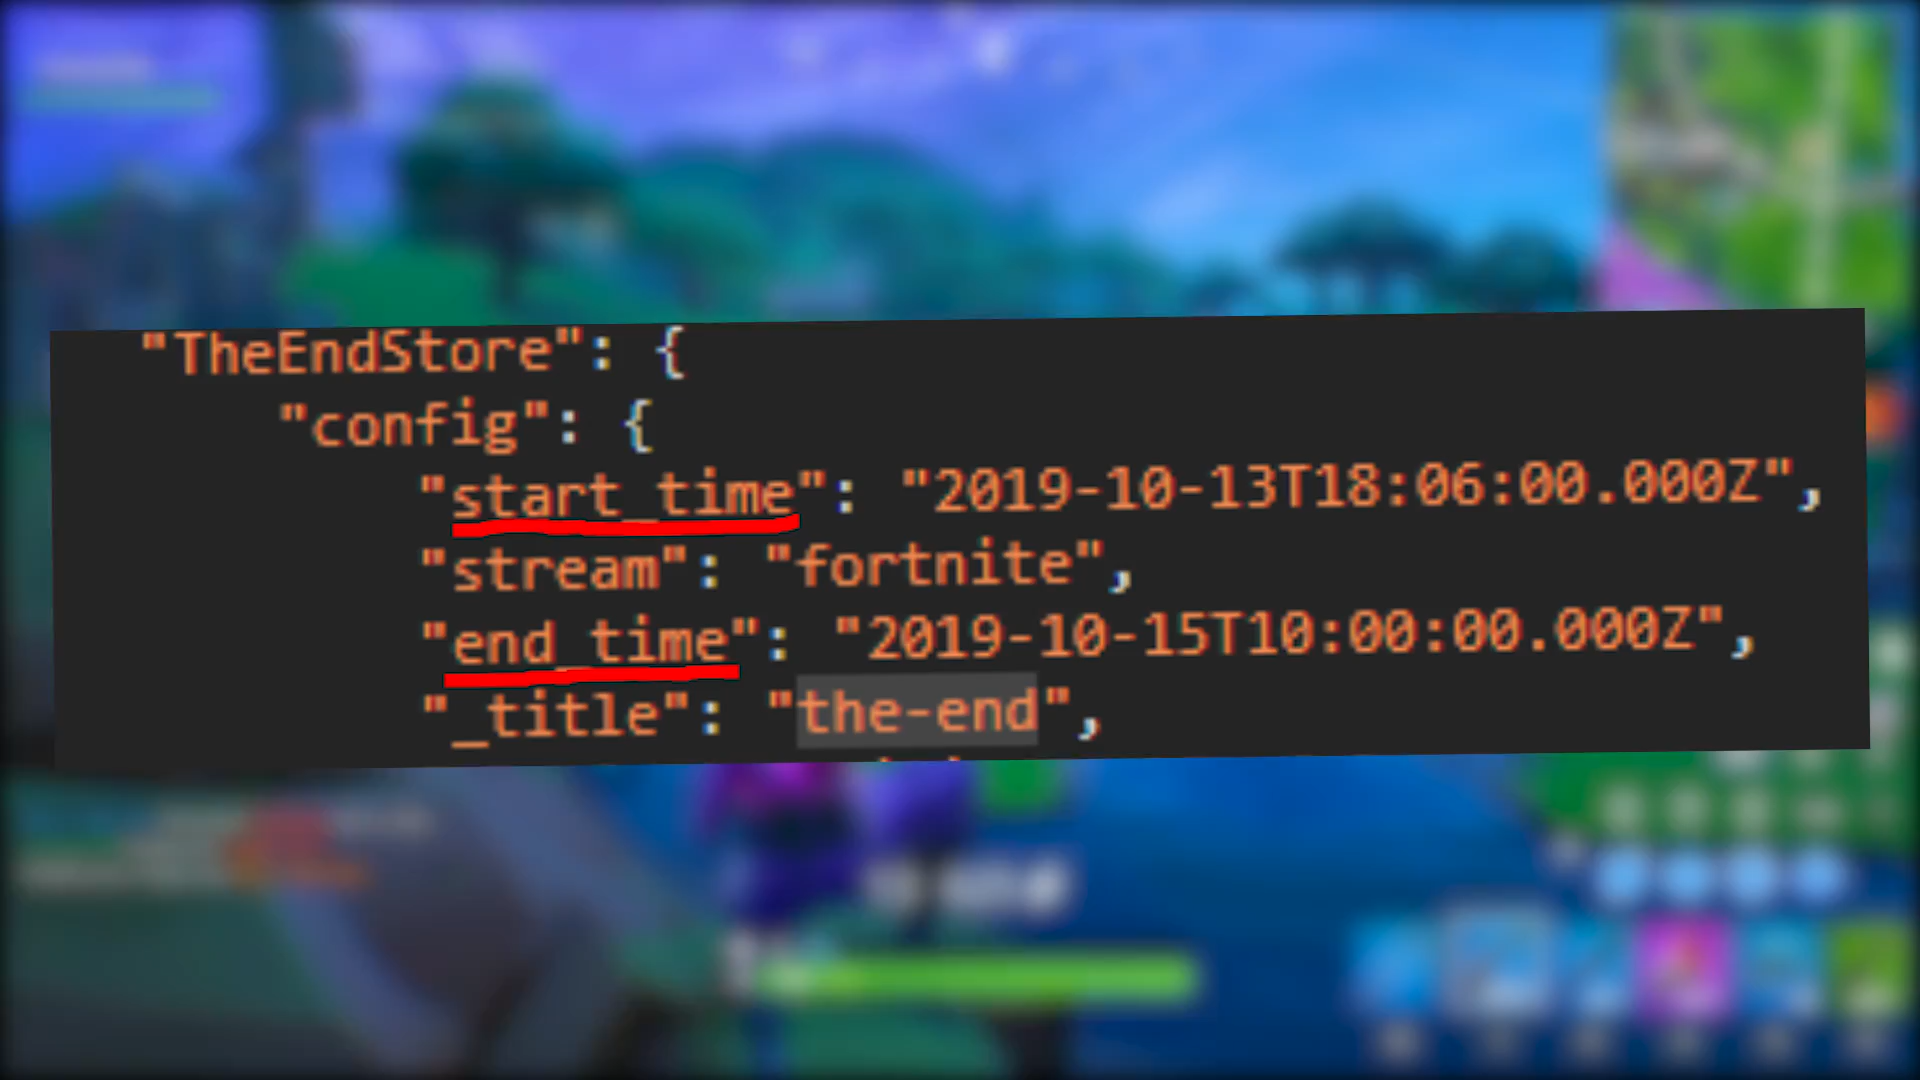 "TheEndStore": {
"config": {
"start_time": "2019-10-13T18:06:00.000Z",
"stream": "fortnite",
"end_time": "2019-10-15T10:00:00.000Z",
"_title": "the-end",